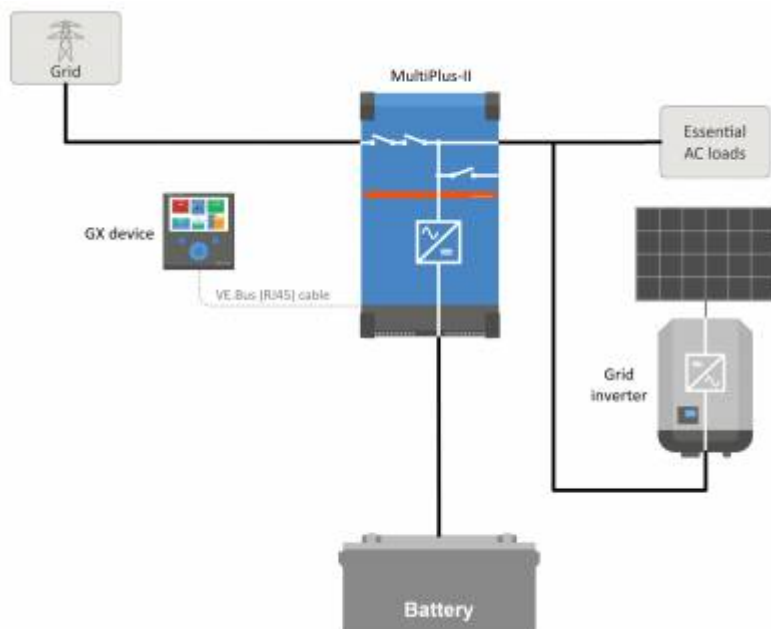 Grid
MultiPlus-II
Essential
AC loads
GX device
VE.Bus (RJ45) cable
Grid
inverter
Battery